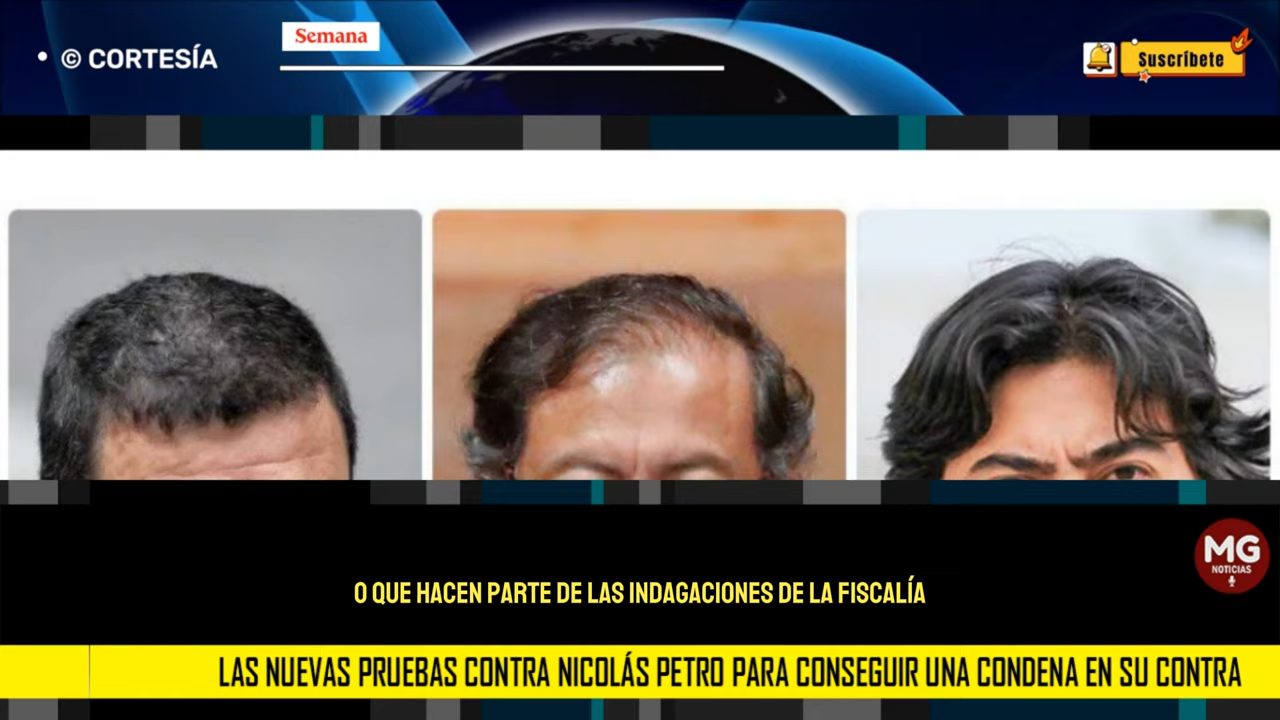 © CORTESÍA
Semana
Suscríbete
MG
NOTICIAS
O QUE HACEN PARTE DE LAS INDAGACIONES DE LA FISCALÍA
LAS NUEVAS PRUEBAS CONTRA NICOLÁS PETRO PARA CONSEGUIR UNA CONDENA EN SU CONTRA